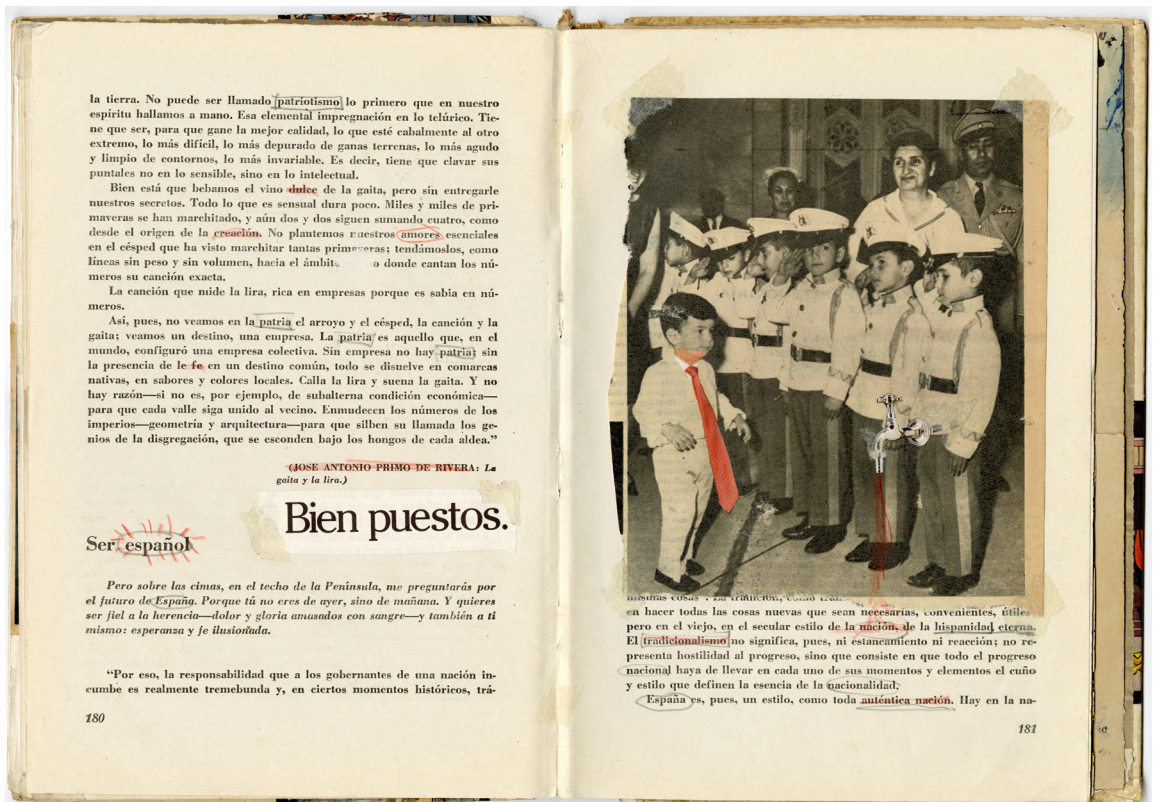 la tierra. No puede ser llamado patriotismo lo primero que en nuestro
espíritu hallamos a mano. Esa elemental impregnación en lo telúrico. Tie-
ne que ser, para que gane la mejor calidad, lo que esté cabalmente al otro
extremo, lo más difícil, lo más depurado de ganas terrenas, lo más agudo
y limpio de contornos, lo más invariable. Es decir, tiene que clavar sus
puntales no en lo sensible, sino en lo intelectual.
Bien está que bebamos el vino dulce de la gaita, pero sin entregarle
nuestros secretos. Todo lo que es sensual dura poco. Miles y miles de pri-
maveras se han marchitado, y aún dos y dos siguen sumando cuatro, como
desde el origen de la creación. No plantemos nuestros amores esenciales
en el césped que ha visto marchitar tantas primaveras; tendámoslos, como
líneas sin peso y sin volumen, hacia el ámbit o donde cantan los nú-
meros su canción exacta.
La canción que mide la lira, rica en empresas porque es sabia en nú-
meros.
Así, pues, no veamos en la patria el arroyo y el césped, la canción y la
gaita; veamos un destino, una empresa. La patria es aquello que, en el
mundo, configuró una empresa colectiva. Sin empresa no hay patria; sin
la presencia de le fe en un destino común, todo se disuelve en comarcas
nativas, en sabores y colores locales. Calla la lira y suena la gaita. Y no
hay razón—si no es, por ejemplo, de subalterna condición económica—
para que cada valle siga unido al vecino. Enmudecen los números de los
imperios—geometría y arquitectura—para que silben su llamada los ge-
nios de la disgregación, que se esconden bajo los hongos de cada aldea.”
(JOSE ANTONIO PRIMO DE RIVERA: La
gaita y la lira.)
Bien puestos.
Ser español
Pero sobre las cimas, en el techo de la Península, me preguntarás por
el futuro de España. Porque tú no eres de ayer, sino de mañana. Y quieres
ser fiel a la herencia—dolor y gloria amasados con sangre—y también a ti
mismo: esperanza y fe ilusionada.
“Por eso, la responsabilidad que a los gobernantes de una nación in-
cumbe es realmente tremebunda y, en ciertos momentos históricos, trá-
180
mismas cosas”. La tradición, como
en hacer todas las cosas nuevas que sean necesarias, convenientes, útiles
pero en el viejo, en el secular estilo de la nación, de la hispanidad eterna.
El tradicionalismo no significa, pues, ni estancamiento ni reacción; no re-
presenta hostilidad al progreso, sino que consiste en que todo el progreso
nacional haya de llevar en cada uno de sus momentos y elementos el cuño
y estilo que definen la esencia de la nacionalidad.
España es, pues, un estilo, como toda auténtica nación. Hay en la na-
181